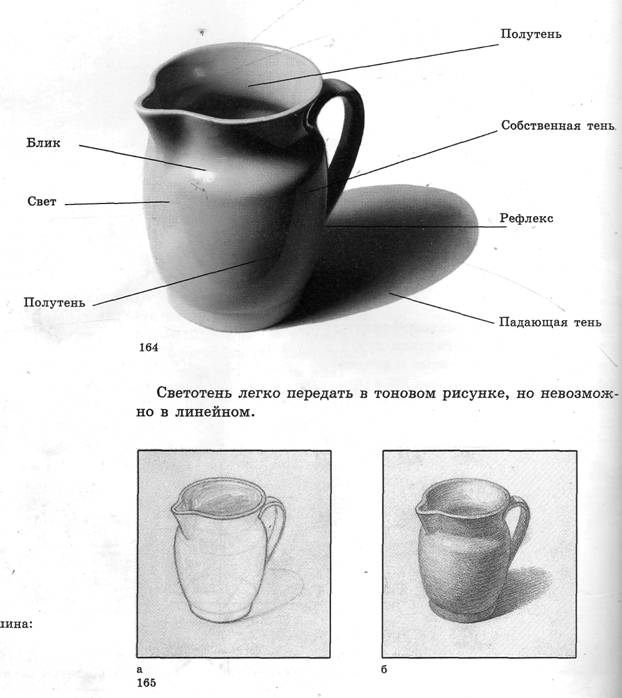 Полутень
Собственная тень
Блик
Свет
Рефлекс
Полутень
Падающая тень
164
Светотень легко передать в тоновом рисунке, но невозмож-
но в линейном.
шина:
а
б
165